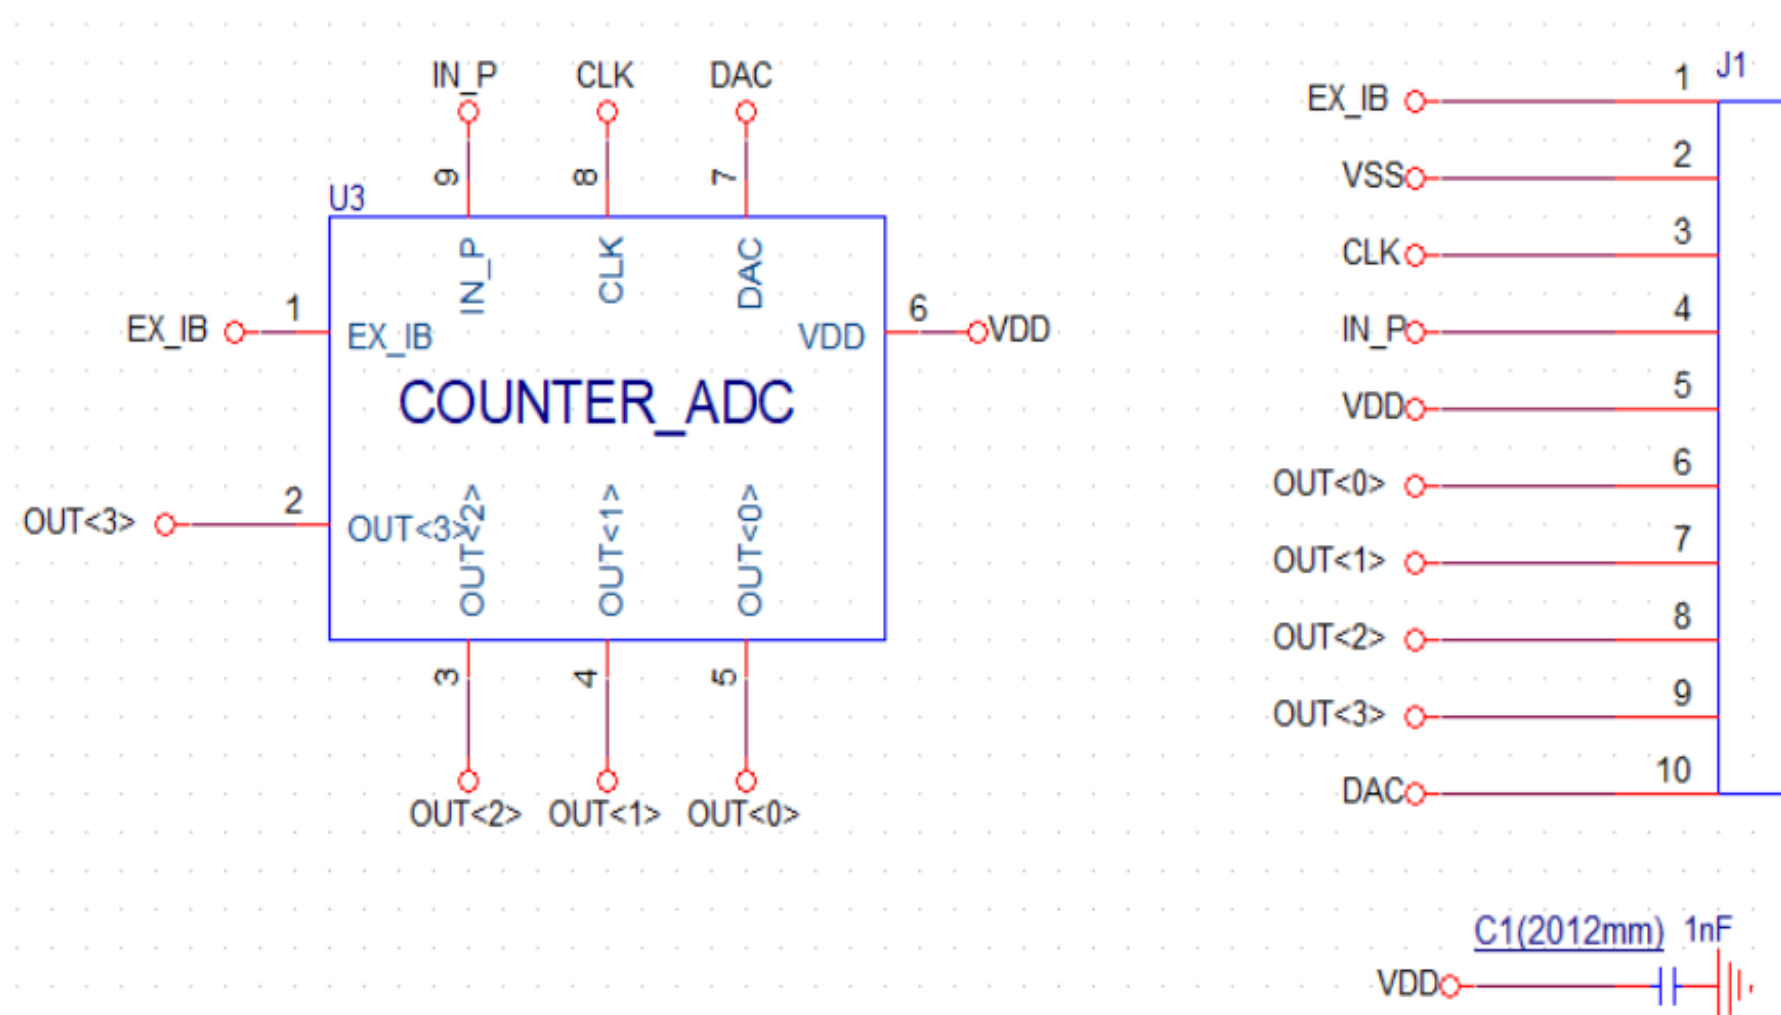 IN_P CLK DAC
9 8 7
U3
IN_P CLK DAC
EX_IB 1 EX_IB
VDD 6 VDD
COUNTER_ADC
OUT<3> 2 OUT<3>
OUT<2> OUT<1> OUT<0>
3 4 5
OUT<2> OUT<1> OUT<0>
J1
EX_IB 1
VSS 2
CLK 3
IN_P 4
VDD 5
OUT<0> 6
OUT<1> 7
OUT<2> 8
OUT<3> 9
DAC 10
C1(2012mm) 1nF
VDD